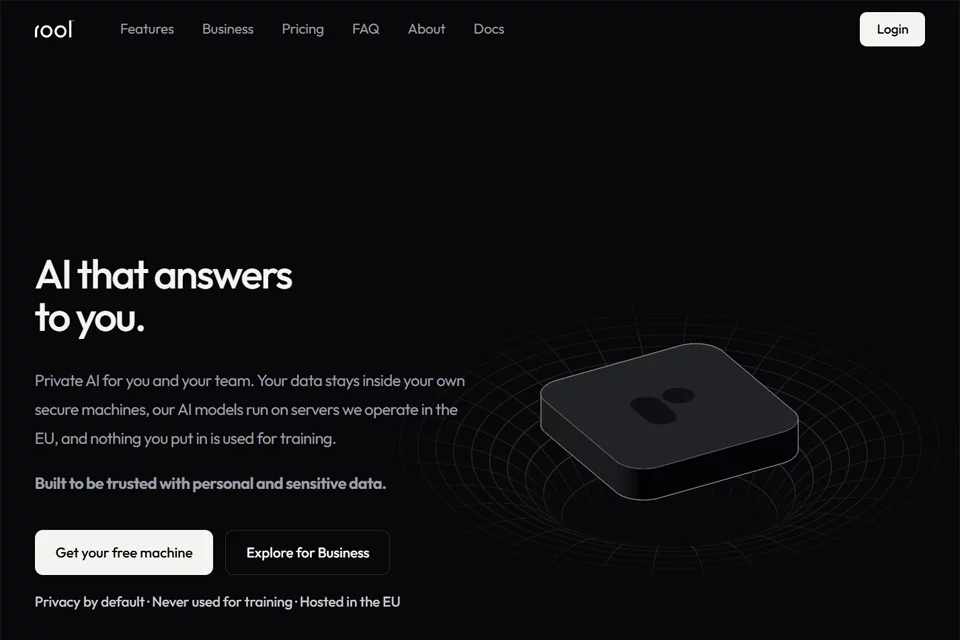 rool
Features
Business
Pricing
FAQ
About
Docs
Login
AI that answers
to you.
Private AI for you and your team. Your data stays inside your own
secure machines, our AI models run on servers we operate in the
EU, and nothing you put in is used for training.
Built to be trusted with personal and sensitive data.
Get your free machine
Explore for Business
Privacy by default · Never used for training · Hosted in the EU